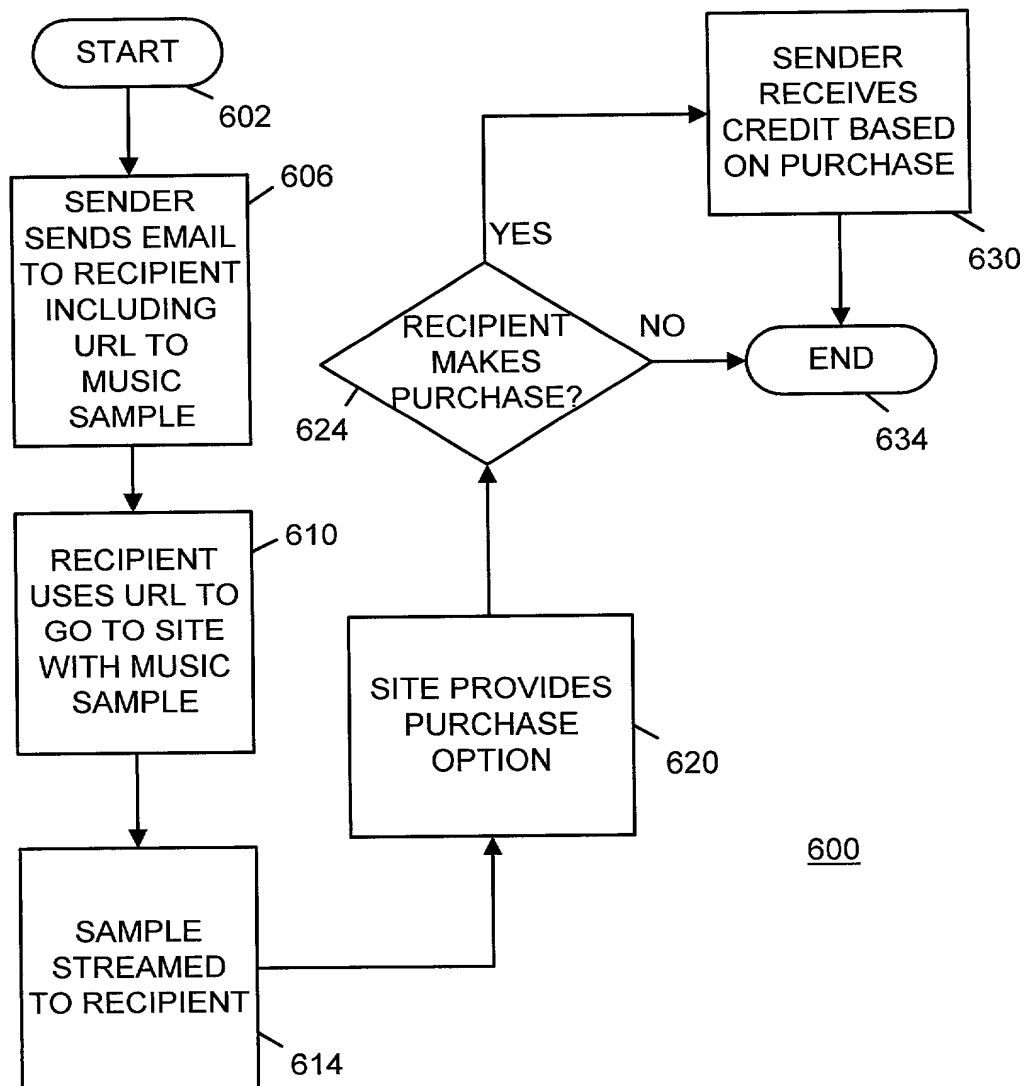 START
602
606
SENDER
SENDS EMAIL
TO RECIPIENT
INCLUDING
URL TO
MUSIC
SAMPLE
610
RECIPIENT
USES URL TO
GO TO SITE
WITH MUSIC
SAMPLE
SAMPLE
STREAMED
TO RECIPIENT
614
SITE PROVIDES
PURCHASE
OPTION
620
RECIPIENT
MAKES
PURCHASE?
624
YES
NO
SENDER
RECEIVES
CREDIT BASED
ON PURCHASE
630
END
634
600